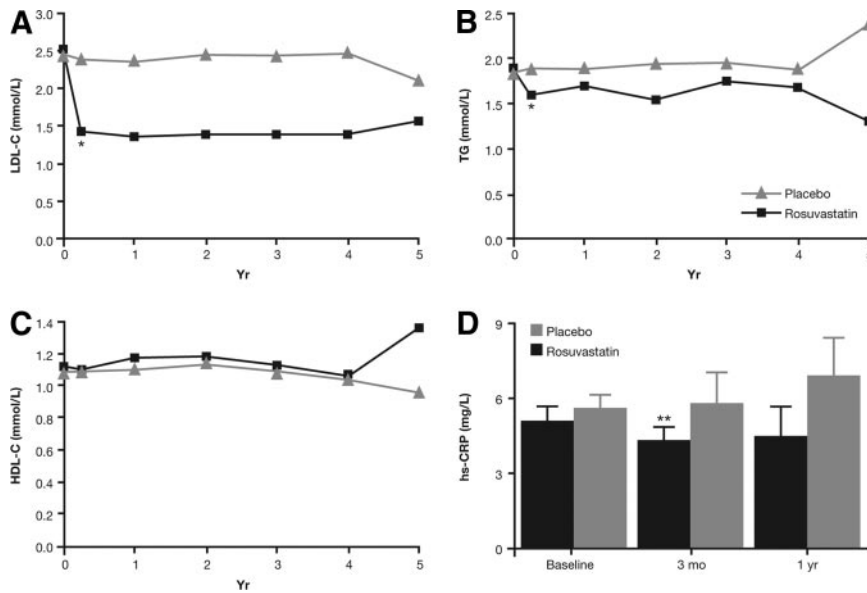 A
3.0
2.5
2.0
1.5
1.0
0.5
0.0
LDL-C (mmol/L)
*
0 1 2 3 4 5
Yr
B
2.5
2.0
1.5
1.0
0.5
0.0
TG (mmol/L)
*
Placebo
Rosuvastatin
0 1 2 3 4
Yr
C
1.4
1.2
1.0
0.8
0.6
0.4
0.2
0.0
HDL-C (mmol/L)
0 1 2 3 4 5
Yr
D
9
6
3
0
hs-CRP (mg/L)
Placebo
Rosuvastatin
**
Baseline 3 mo 1 yr